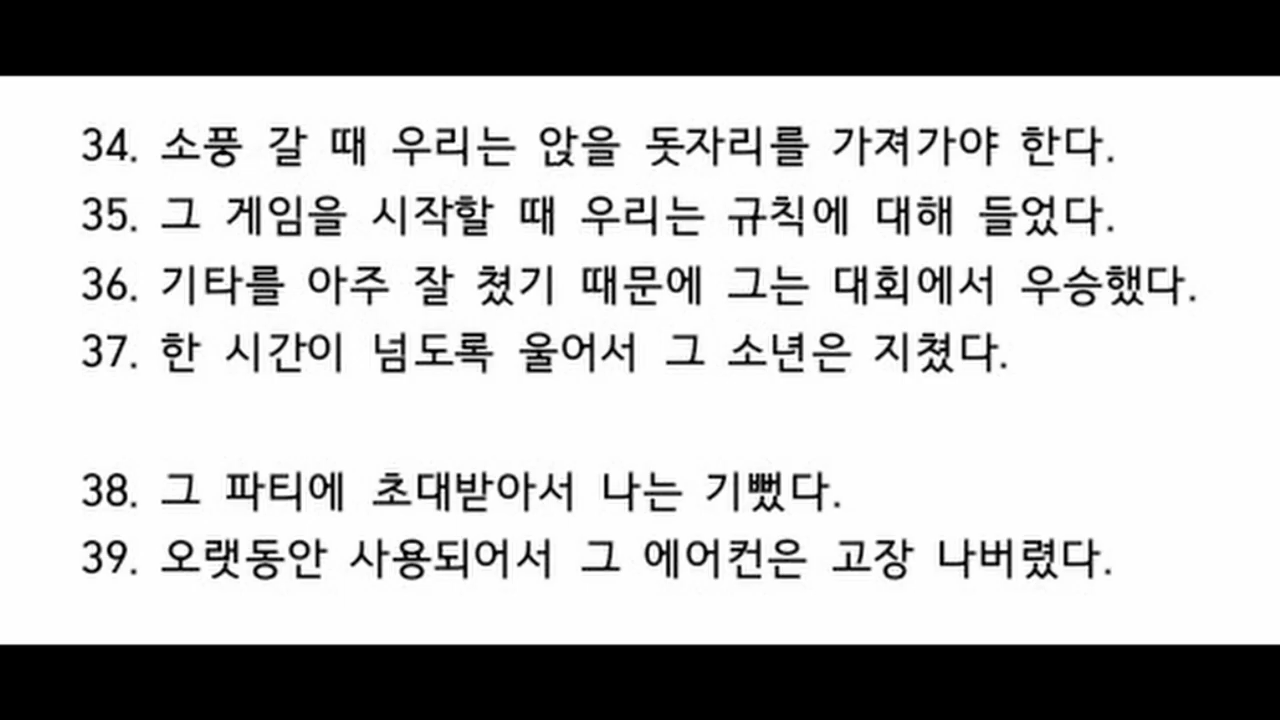 34. 소풍 갈 때 우리는 앉을 돗자리를 가져가야 한다.
35. 그 게임을 시작할 때 우리는 규칙에 대해 들었다.
36. 기타를 아주 잘 쳤기 때문에 그는 대회에서 우승했다.
37. 한 시간이 넘도록 울어서 그 소년은 지쳤다.
38. 그 파티에 초대받아서 나는 기뻤다.
39. 오랫동안 사용되어서 그 에어컨은 고장 나버렸다.